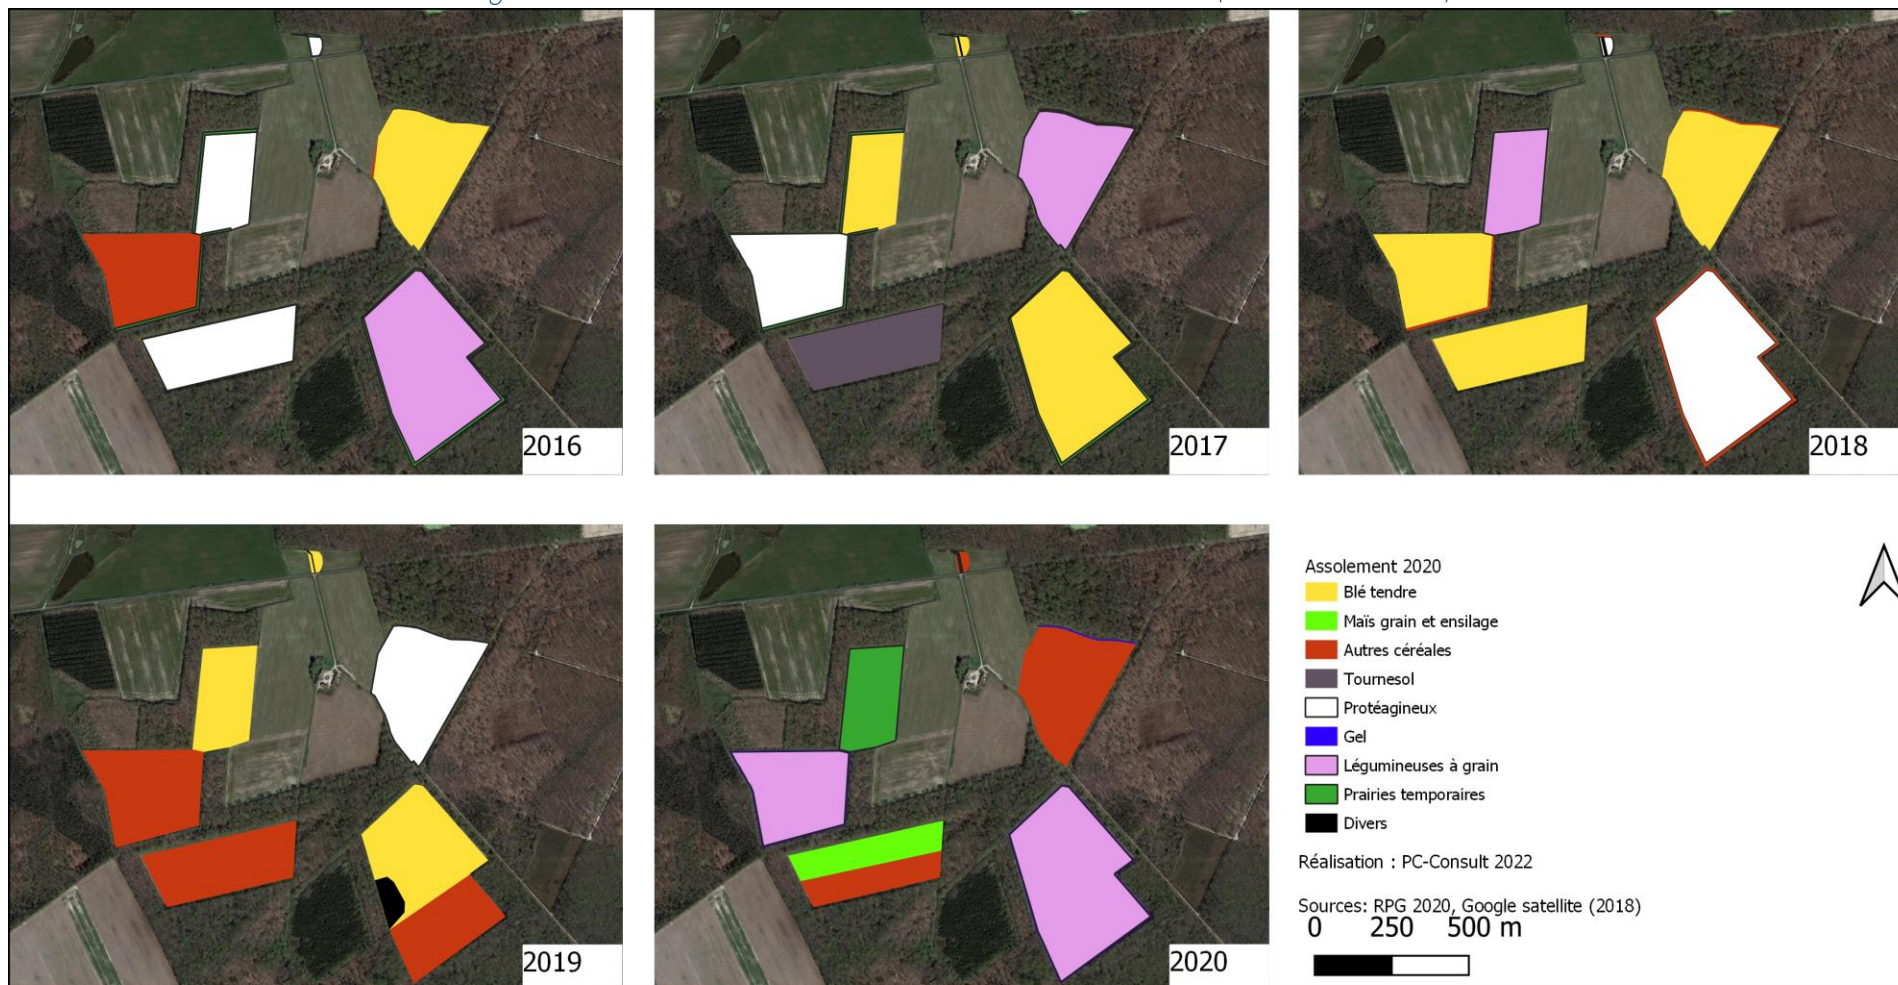 2016
2017
2018
2019
2020
Assolement 2020
Blé tendre
Maïs grain et ensilage
Autres céréales
Tournesol
Protéagineux
Gel
Légumineuses à grain
Prairies temporaires
Divers
Réalisation : PC-Consult 2022
Sources: RPG 2020, Google satellite (2018)
0 250 500 m